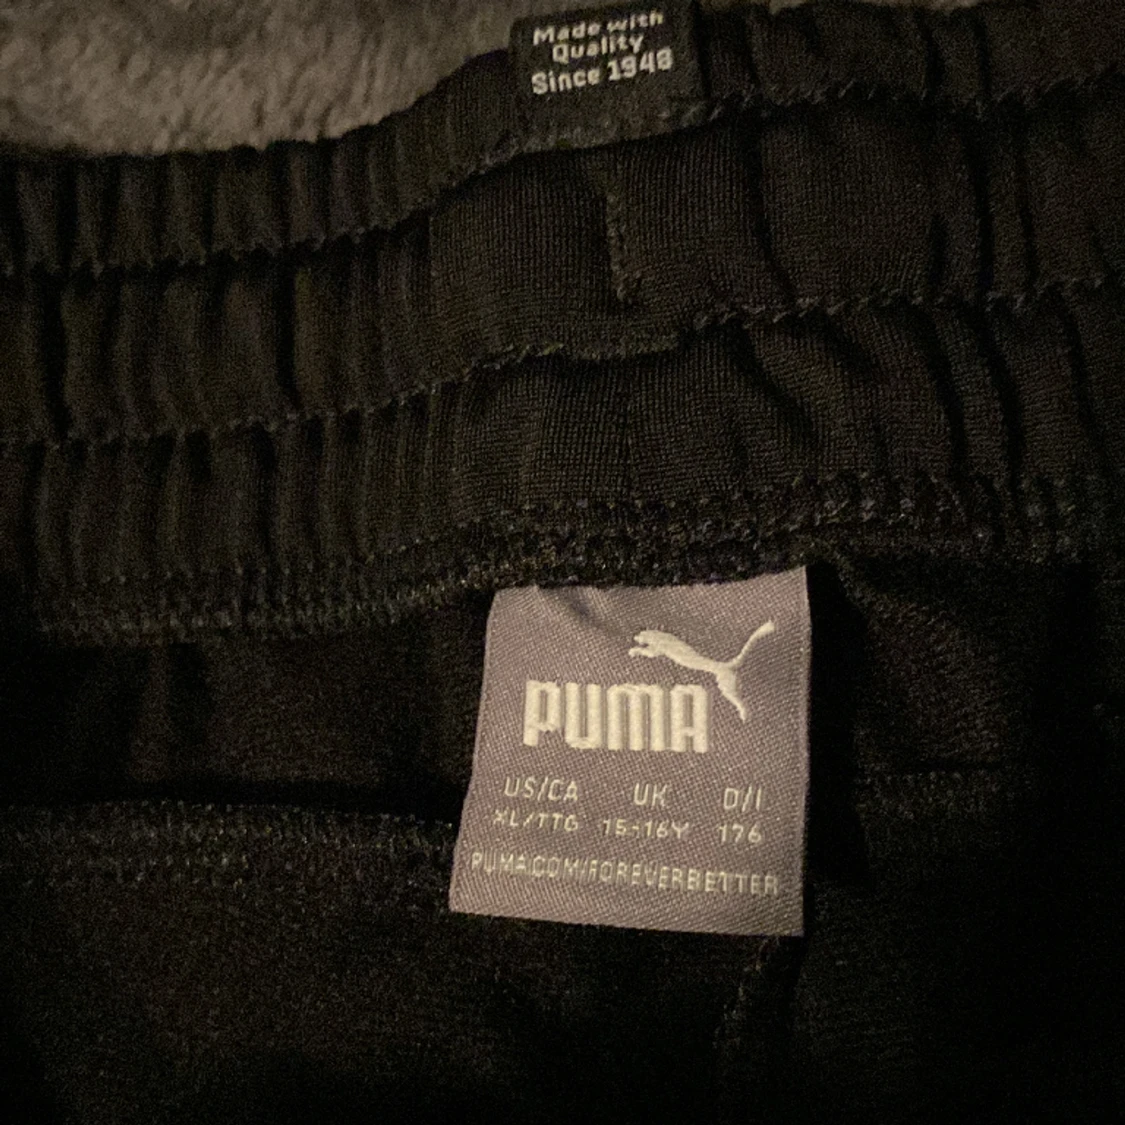 Made with
Quality
Since 1948
PUMA
US/CA UK D/I
XL/TTG 15-16Y 176
PUMA.COM/FOREVERBETTER